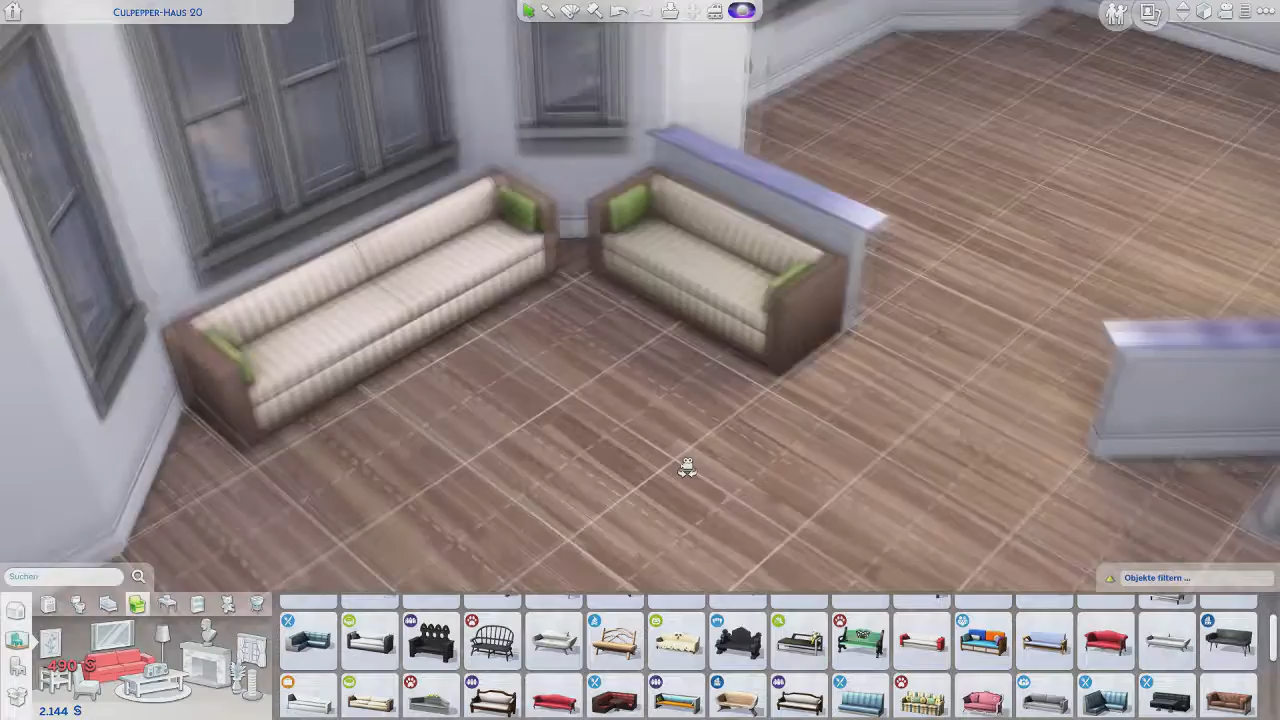 Culpepper-Haus 20
Suchen
Objekte filtern ...
-490 S
2.144 S